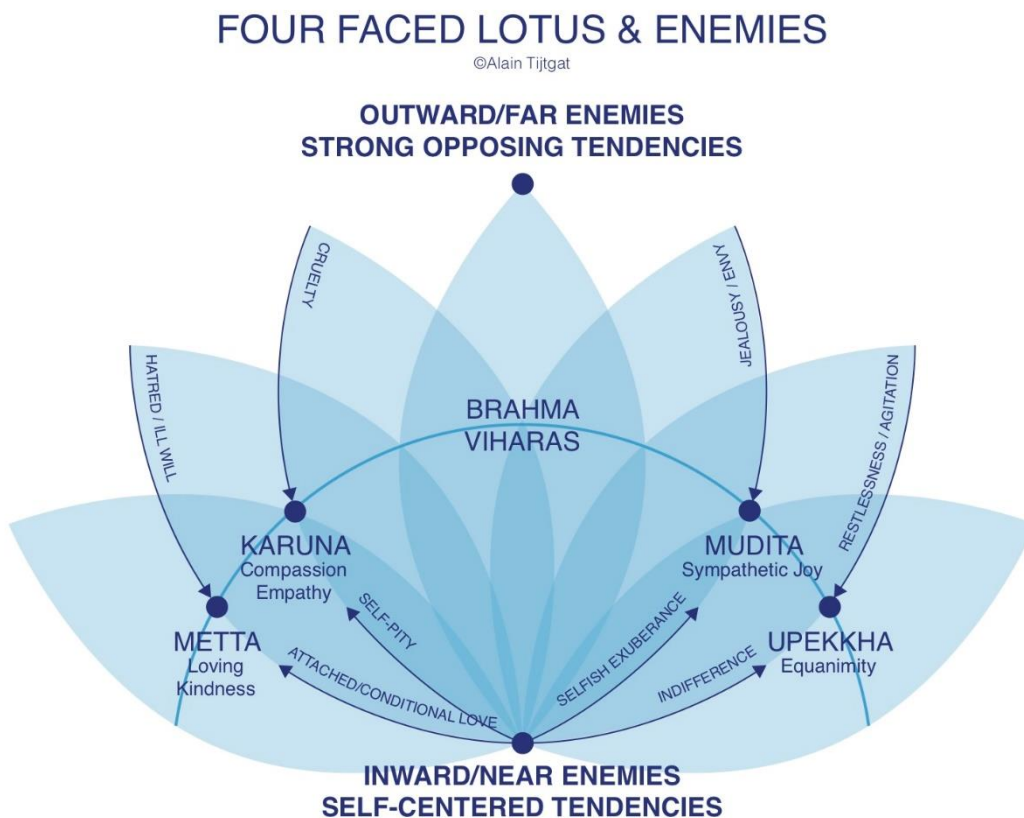 FOUR FACED LOTUS & ENEMIES
©Alain Tijtgat
OUTWARD/FAR ENEMIES
STRONG OPPOSING TENDENCIES
CRUELTY
JEALOUSY / ENVY
HATRED / ILL WILL
RESTLESSNESS / AGITATION
BRAHMA
VIHARAS
KARUNA
Compassion
Empathy
MUDITA
Sympathetic Joy
METTA
Loving
Kindness
UPEKKHA
Equanimity
SELF-PITY
ATTACHED/CONDITIONAL LOVE
SELFISH EXUBERANCE
INDIFFERENCE
INWARD/NEAR ENEMIES
SELF-CENTERED TENDENCIES